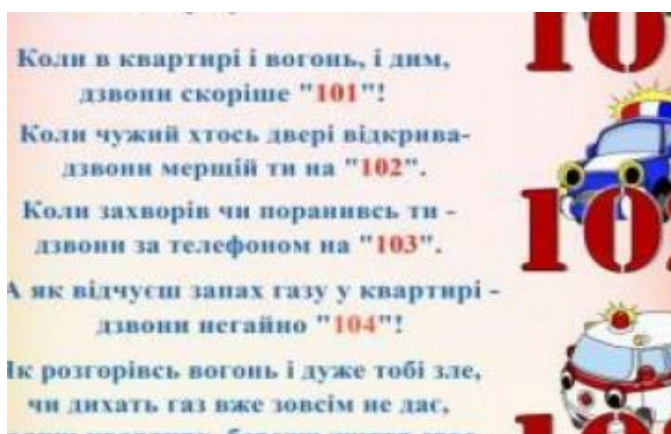 Коли в квартирі і вогонь, і дим,
дзвони скоріше "101"!
Коли чужий хтось двері відкрива-
дзвони мерщій ти на "102".
Коли захворів чи поранивсь ти -
дзвони за телефоном на "103".
А як відчуєш запах газу у квартирі -
дзвони негайно "104"!
Як розгорівсь вогонь і дуже тобі зле,
чи дихать газ вже зовсім не дає,
102